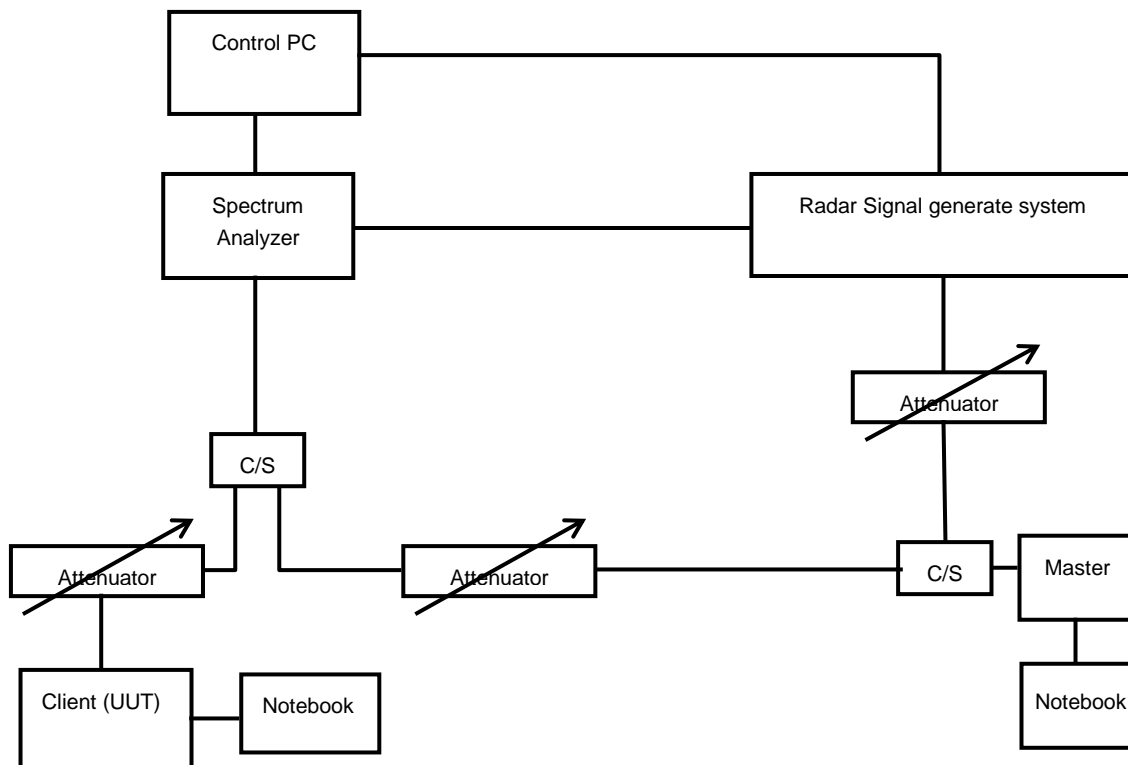 Control PC
Spectrum
Analyzer
Radar Signal generate system
Attenuator
C/S
Attenuator
Attenuator
C/S
Master
Client (UUT)
Notebook
Notebook